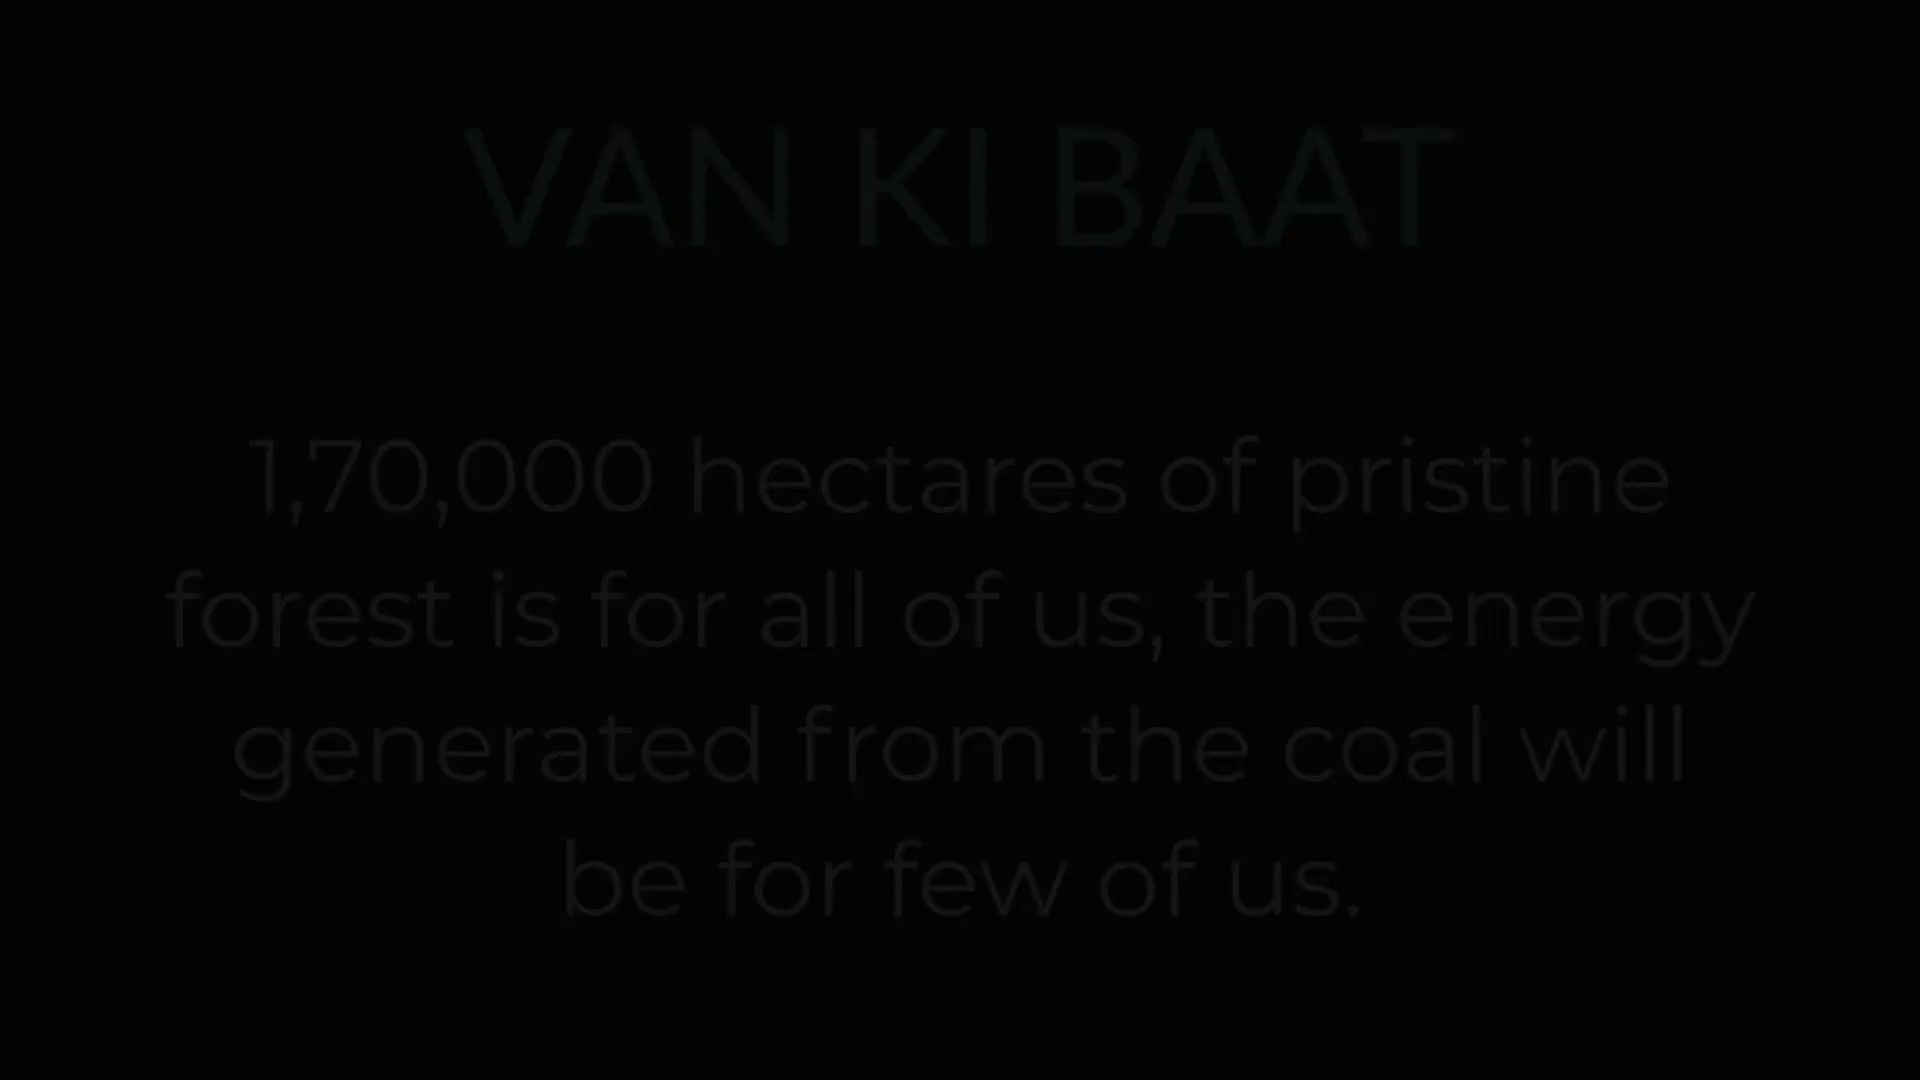 VAN KI BAAT
1,70,000 hectares of pristine
forest is for all of us, the energy
generated from the coal will
be for few of us.